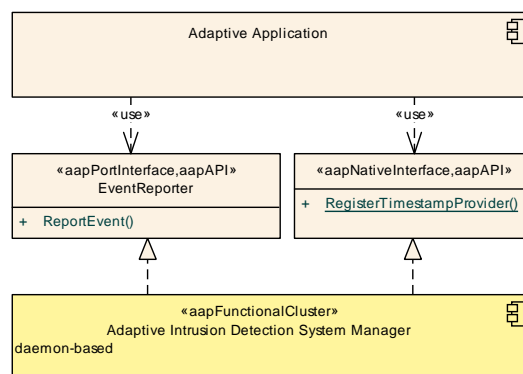 Adaptive Application
«use»
«use»
«aapPortInterface,aapAPI»
EventReporter
+ ReportEvent()
«aapNativeInterface,aapAPI»
+ RegisterTimestampProvider()
«aapFunctionalCluster»
Adaptive Intrusion Detection System Manager
daemon-based